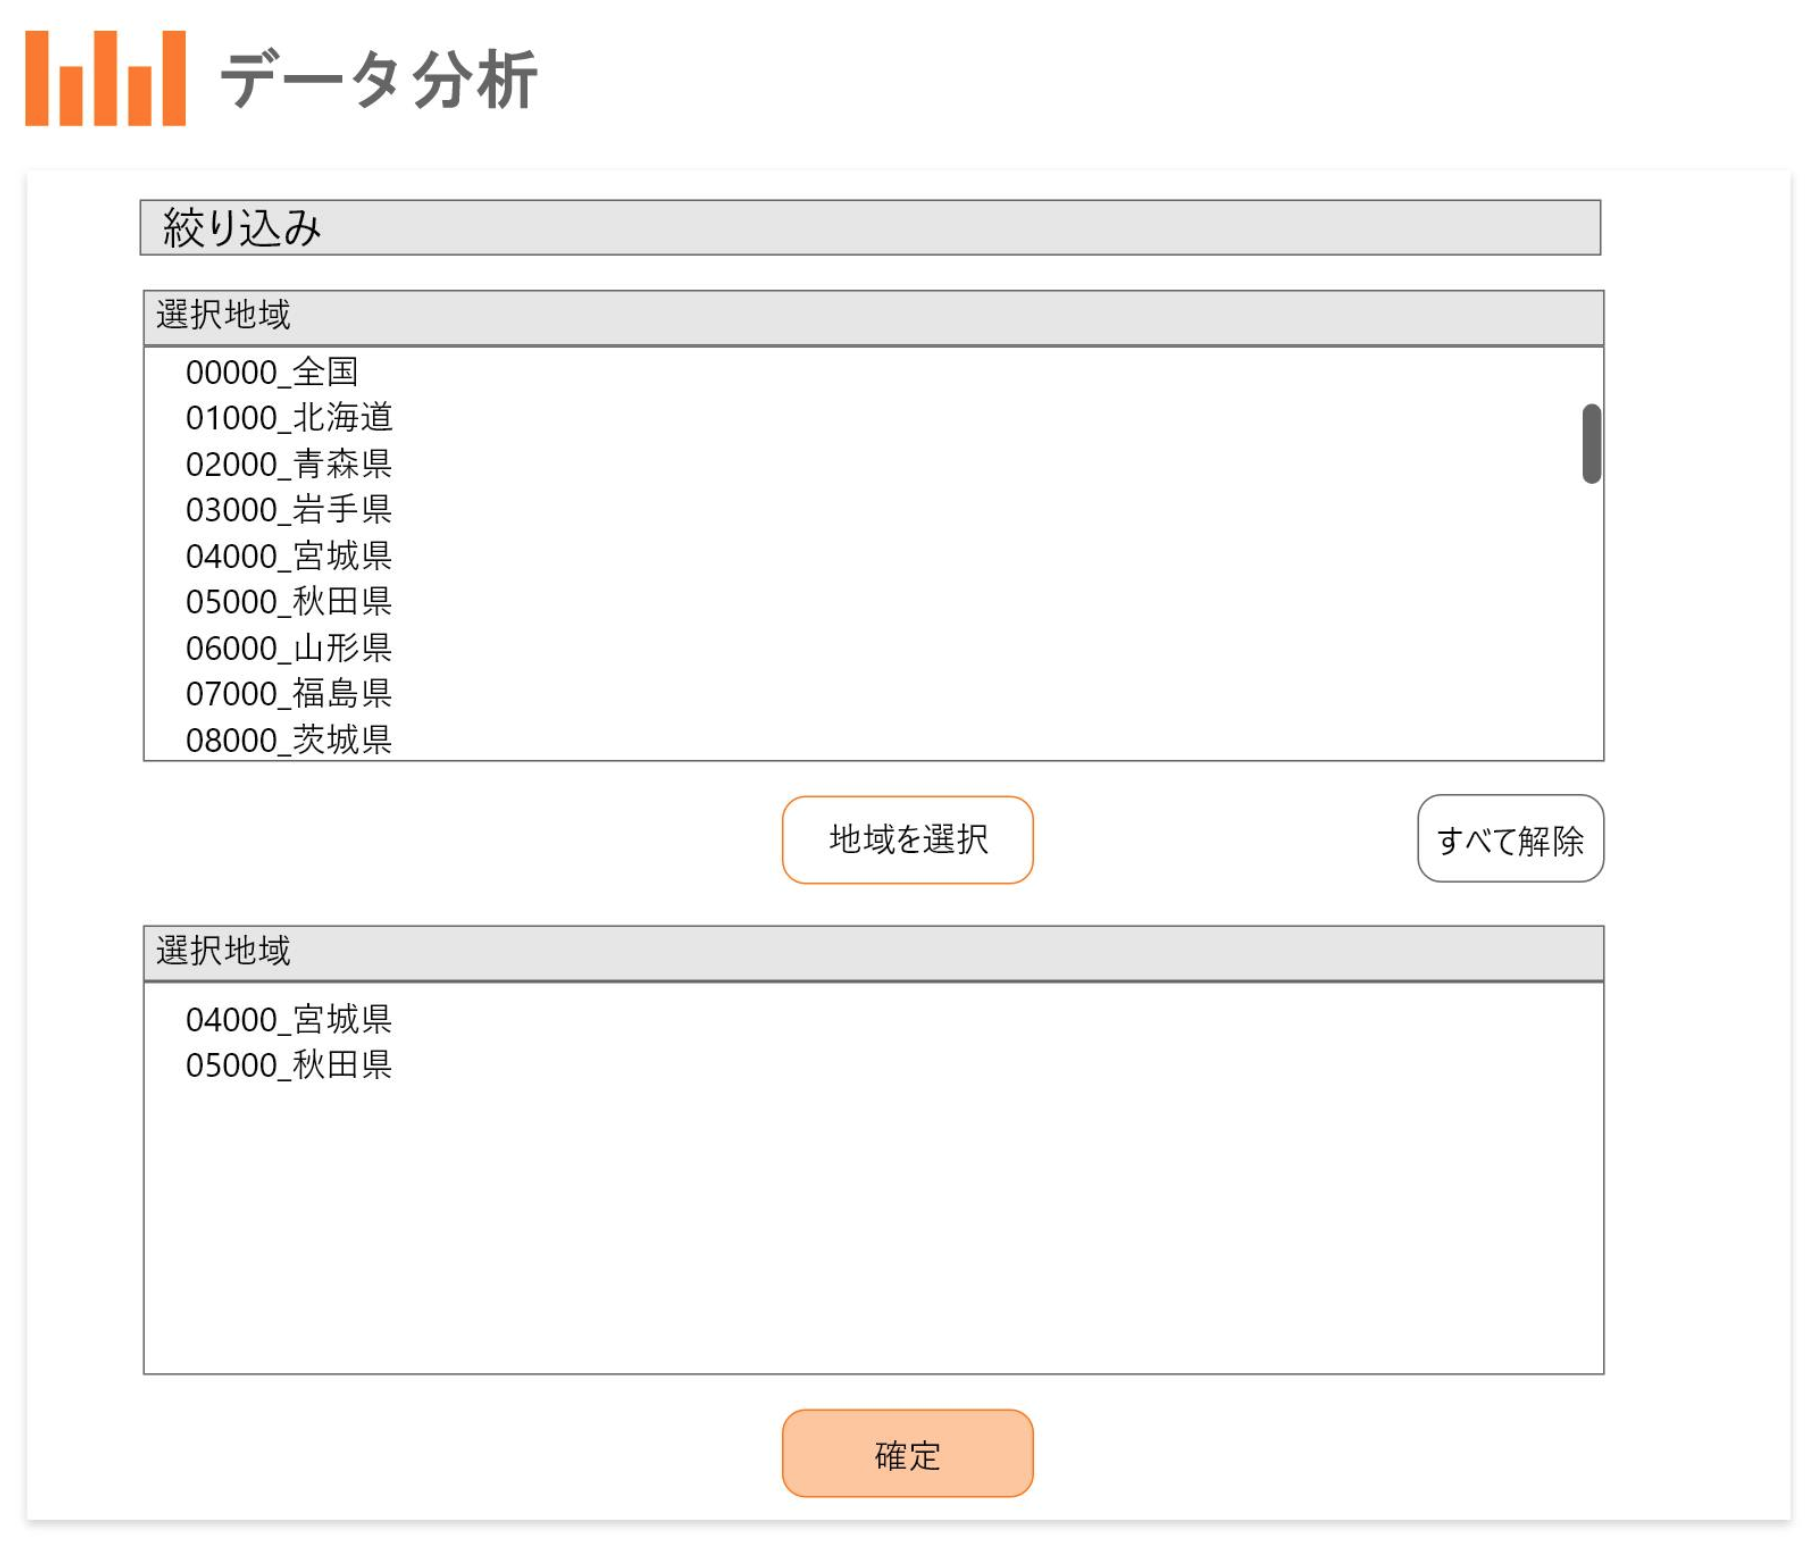 データ分析
絞り込み
選択地域
00000_全国
01000_北海道
02000_青森県
03000_岩手県
04000_宮城県
05000_秋田県
06000_山形県
07000_福島県
08000_茨城県
地域を選択
すべて解除
選択地域
04000_宮城県
05000_秋田県
確定